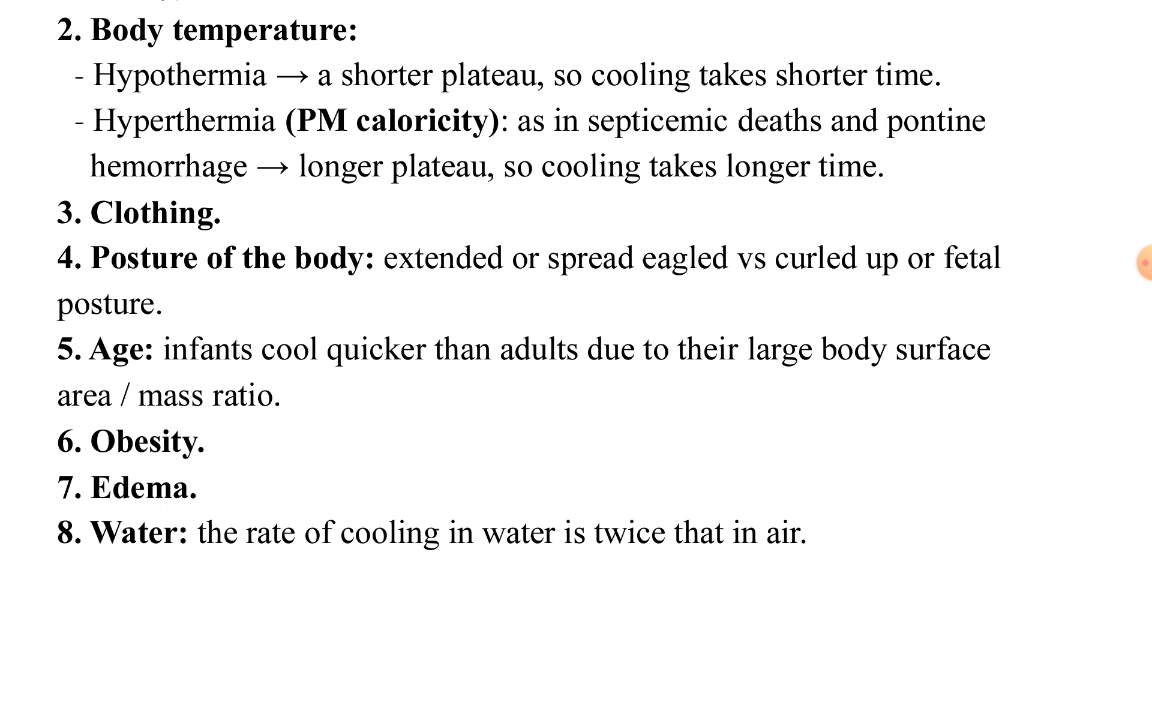 2. Body temperature:
- Hypothermia → a shorter plateau, so cooling takes shorter time.
- Hyperthermia (PM caloricity): as in septicemic deaths and pontine
hemorrhage → longer plateau, so cooling takes longer time.
3. Clothing.
4. Posture of the body: extended or spread eagled vs curled up or fetal
posture.
5. Age: infants cool quicker than adults due to their large body surface
area / mass ratio.
6. Obesity.
7. Edema.
8. Water: the rate of cooling in water is twice that in air.